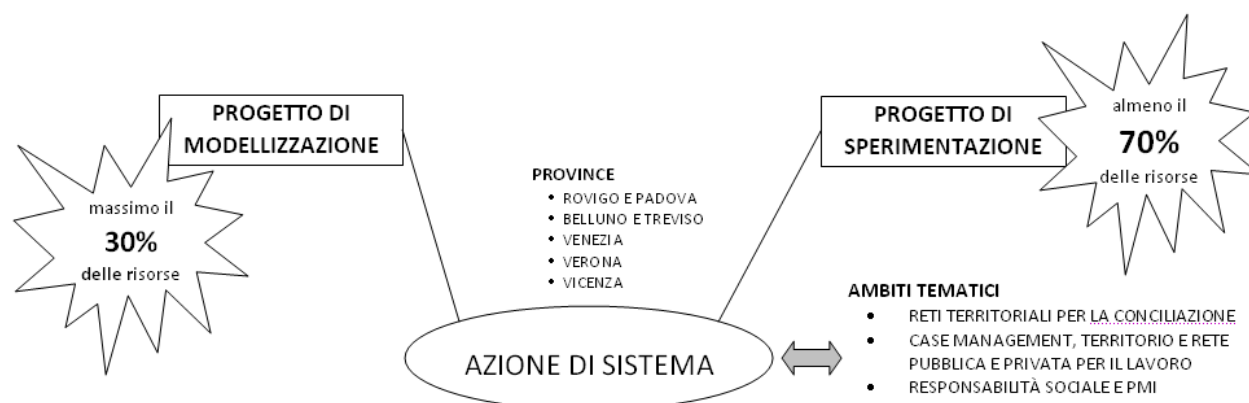 PROGETTO DI
MODELLIZZAZIONE
massimo il
30%
delle risorse
PROVINCE
• ROVIGO E PADOVA
• BELLUNO E TREVISO
• VENEZIA
• VERONA
• VICENZA
PROGETTO DI
SPERIMENTAZIONE
almeno il
70%
delle risorse
AZIONE DI SISTEMA
AMBITI TEMATICI
• RETI TERRITORIALI PER LA CONCILIAZIONE
• CASE MANAGEMENT, TERRITORIO E RETE
PUBBLICA E PRIVATA PER IL LAVORO
• RESPONSABILITÀ SOCIALE E PMI